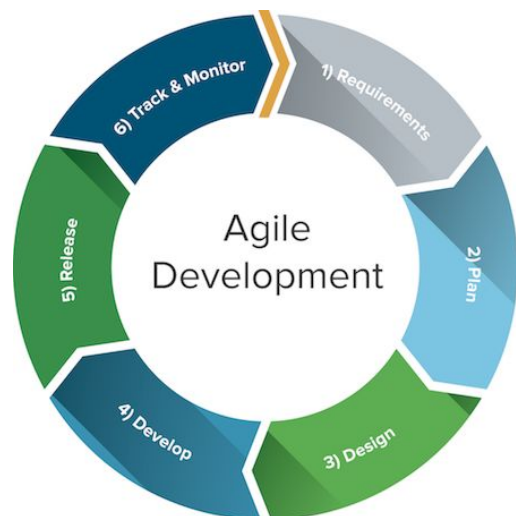 Agile
Development
1) Requirements
2) Plan
3) Design
4) Develop
5) Release
6) Track & Monitor